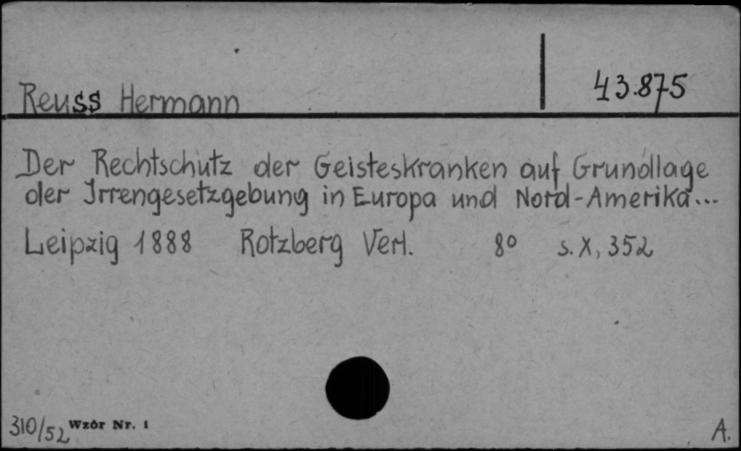 Reuss Hermann 43.875
Der Rechtschutz der Geisteskranken auf Grundlage
der Irrengesetzgebung in Europa und Nord-Amerika...
Leipzig 1888 Rotzberg Verl. 8° s. X, 352
310/52 Wzór Nr. 1 A.